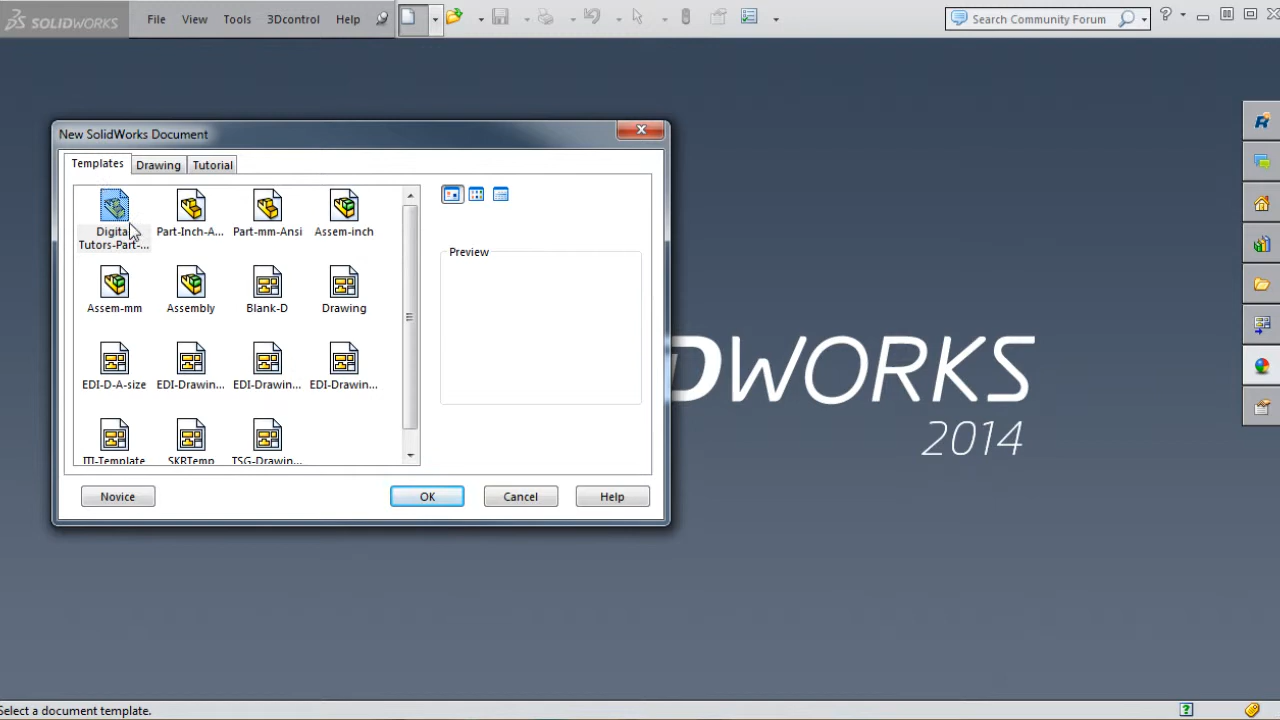 SOLIDWORKS
File
View
Tools
3Dcontrol
Help
Search Community Forum
?
New SolidWorks Document
Templates
Drawing
Tutorial
Digital
Tutors-Part-...
Part-Inch-A...
Part-mm-Ansi
Assem-inch
Preview
Assem-mm
Assembly
Blank-D
Drawing
DWORKS
2014
EDI-D-A-size
EDI-Drawin...
EDI-Drawin...
EDI-Drawin...
SKRTemp
TSG-Drawin...
Novice
OK
Cancel
Help
Select a document template.
?